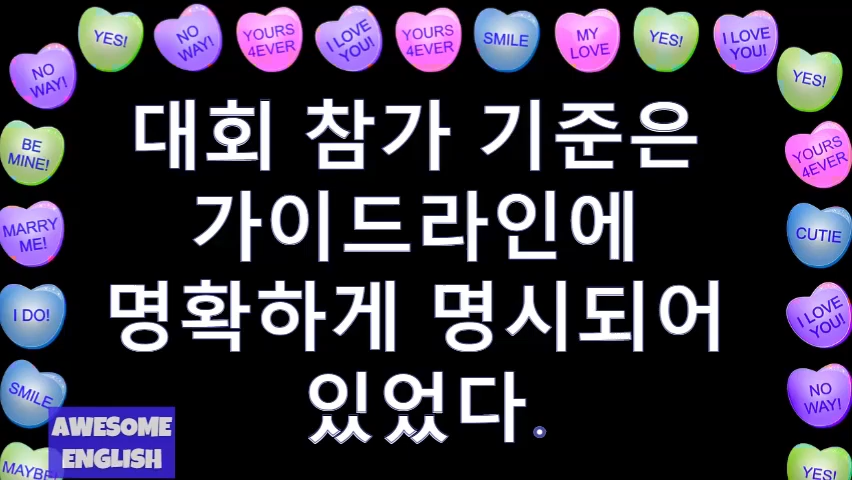 NO WAY!
YES!
NO WAY!
YOURS 4EVER
I LOVE YOU!
YOURS 4EVER
SMILE
MY LOVE
YES!
I LOVE YOU!
YES!
BE MINE!
YOURS 4EVER
MARRY ME!
CUTIE
I DO!
I LOVE YOU!
SMILE
NO WAY!
MAYBE!
YES!
대회 참가 기준은
가이드라인에
명확하게 명시되어
있었다.
AWESOME
ENGLISH